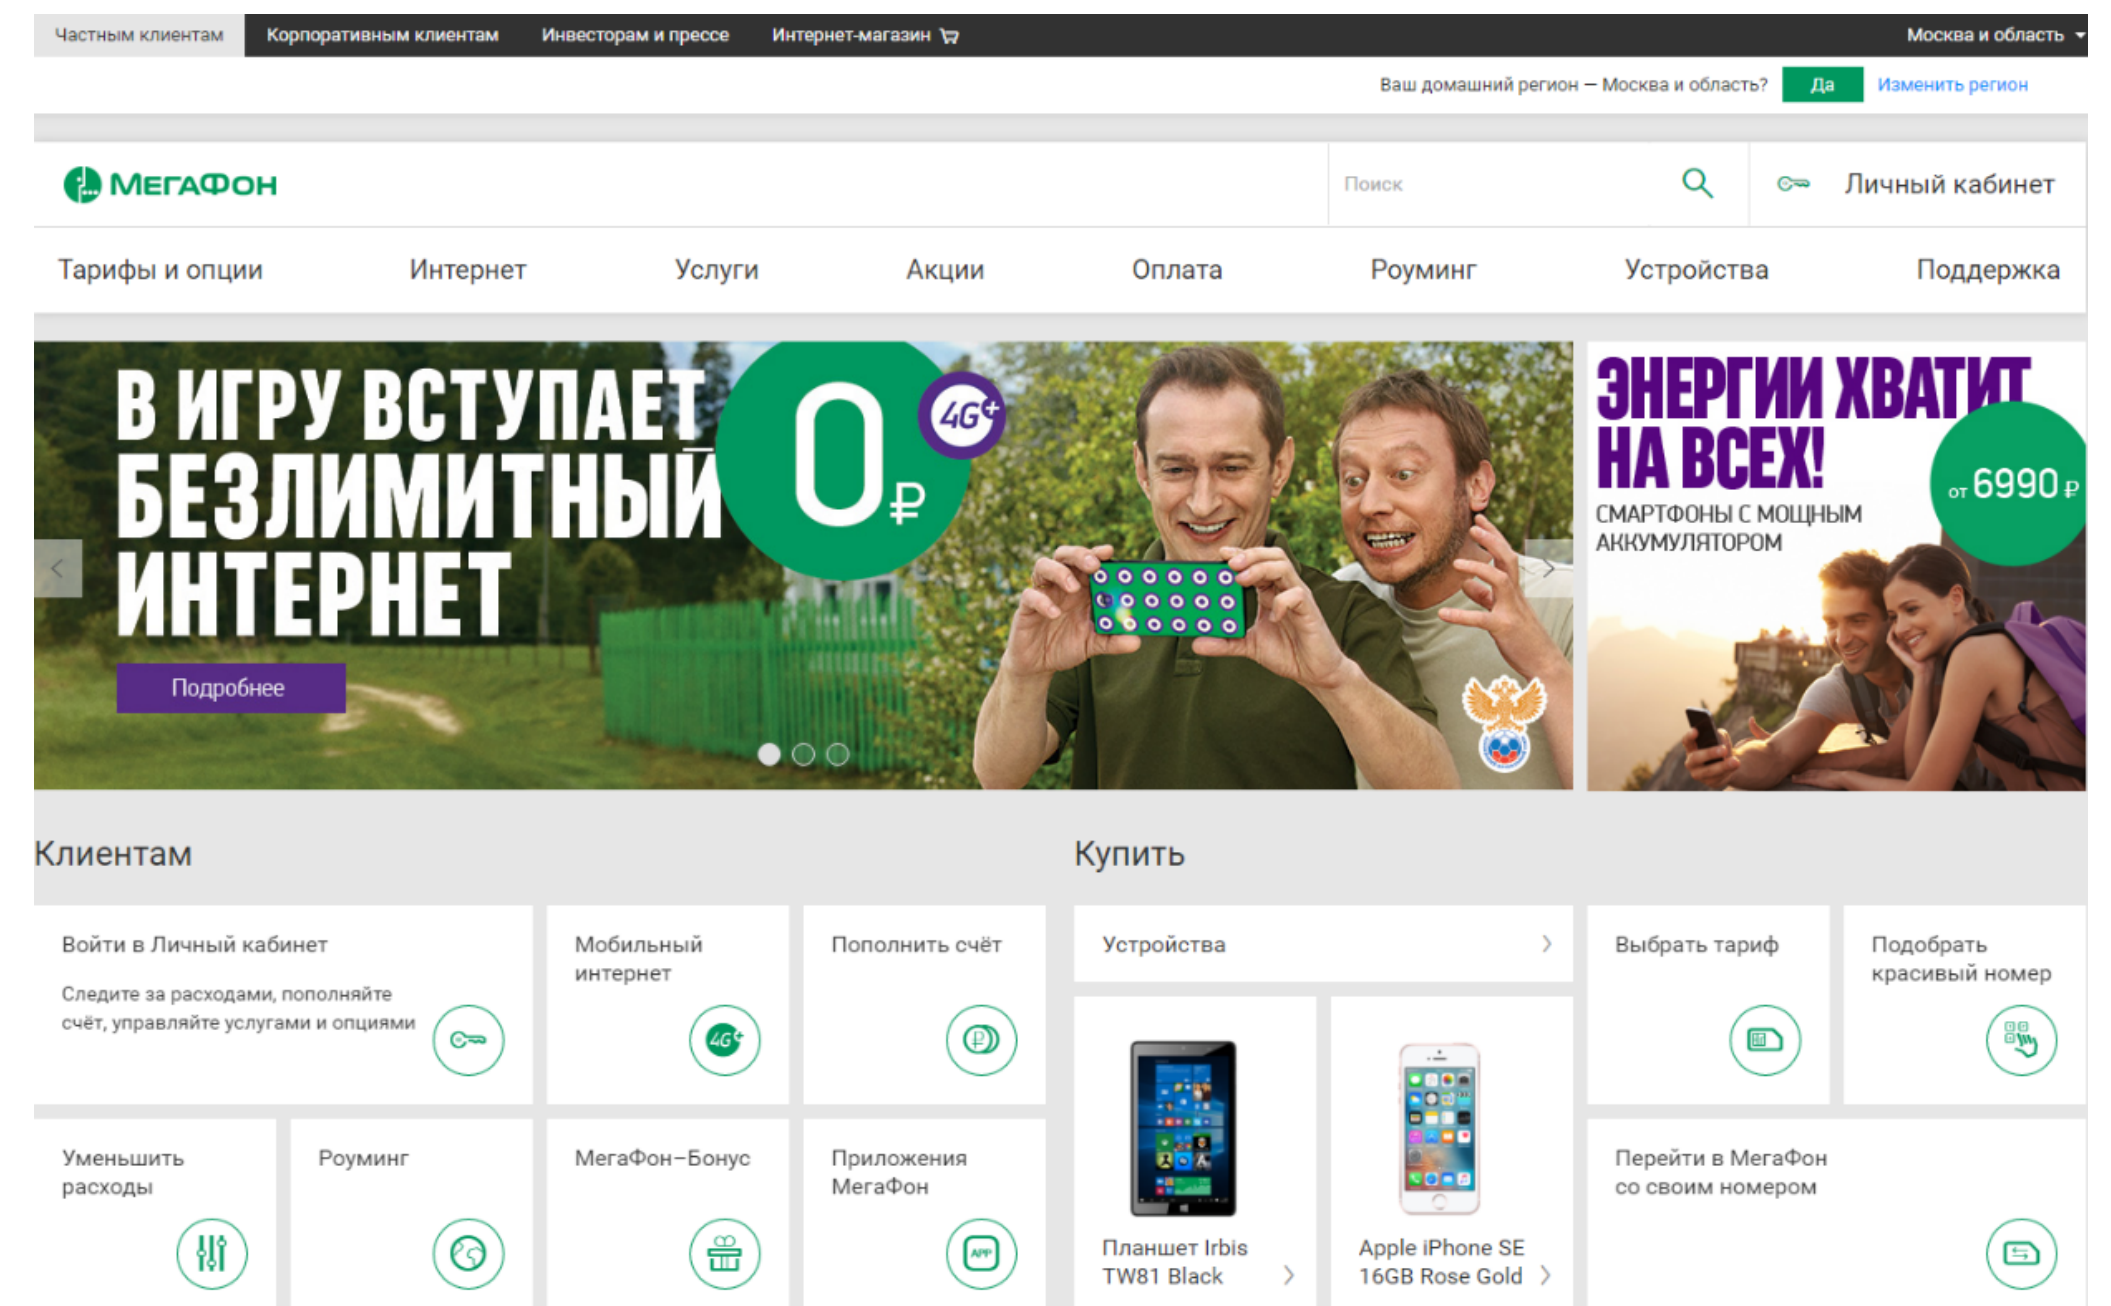 Частным клиентам
Корпоративным клиентам
Инвесторам и прессе
Интернет-магазин
Москва и область
Ваш домашний регион — Москва и область?
Да
Изменить регион
МЕГАФОН
Поиск
Личный кабинет
Тарифы и опции
Интернет
Услуги
Акции
Оплата
Роуминг
Устройства
Поддержка
В ИГРУ ВСТУПАЕТ
БЕЗЛИМИТНЫЙ
ИНТЕРНЕТ
0 ₽
4G+
Подробнее
ЭНЕРГИИ ХВАТИТ
НА ВСЕХ!
СМАРТФОНЫ С МОЩНЫМ
АККУМУЛЯТОРОМ
от 6990 ₽
Клиентам
Войти в Личный кабинет
Следите за расходами, пополняйте
счёт, управляйте услугами и опциями
Мобильный
интернет
4G+
Пополнить счёт
Уменьшить
расходы
Роуминг
МегаФон–Бонус
Приложения
МегаФон
APP
Купить
Устройства
Планшет Irbis
TW81 Black
Apple iPhone SE
16GB Rose Gold
Выбрать тариф
Подобрать
красивый номер
Перейти в МегаФон
со своим номером